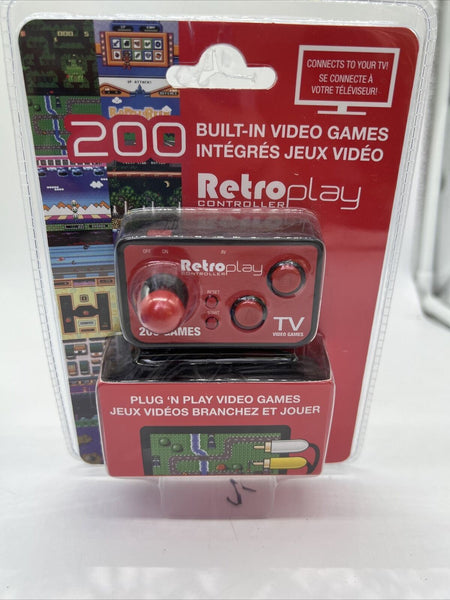 CONNECTS TO YOUR TV!
SE CONNECTE À
VOTRE TÉLÉVISEUR!
200
BUILT-IN VIDEO GAMES
INTÉGRÉS JEUX VIDÉO
Retroplay
CONTROLLER
OFF ON
Retroplay
CONTROLLER
RESET
START
200 GAMES
TV
VIDEO GAMES
PLUG 'N PLAY VIDEO GAMES
JEUX VIDÉOS BRANCHEZ ET JOUER